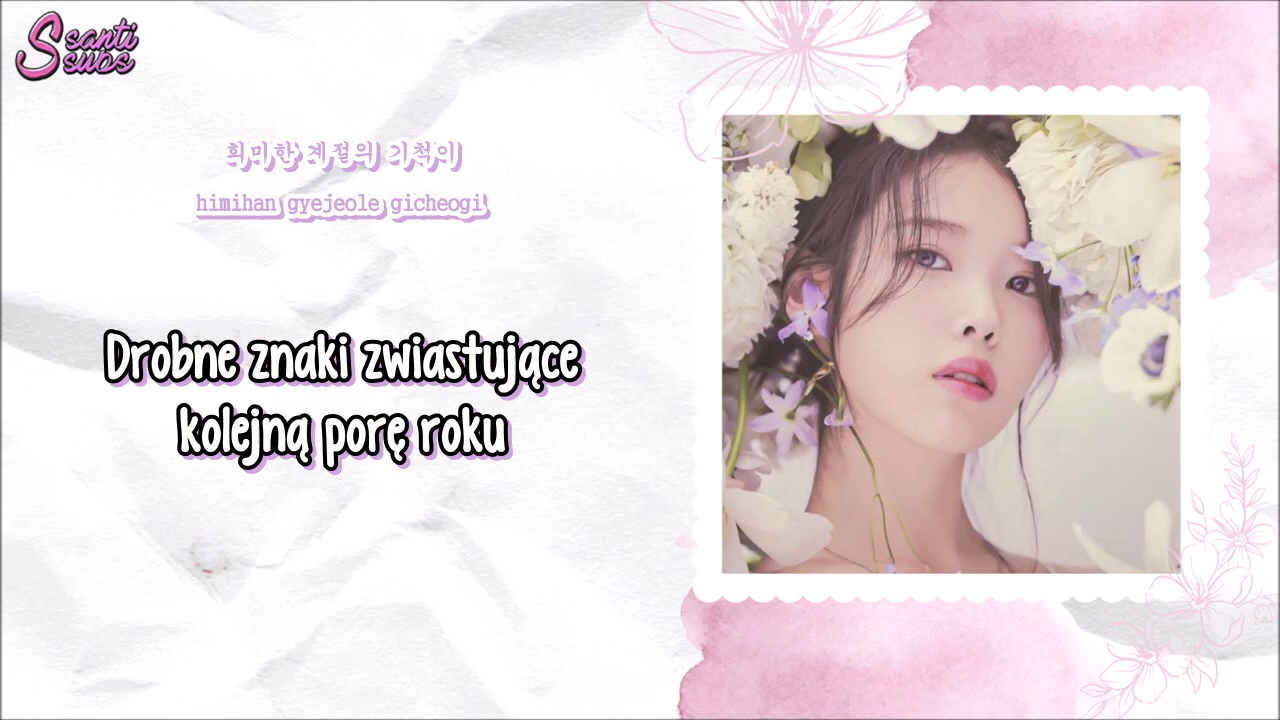 Ssanti
subs
희미한 계절의 기척이
himihan gyejeole gicheogi
Drobne znaki zwiastujące
kolejną porę roku